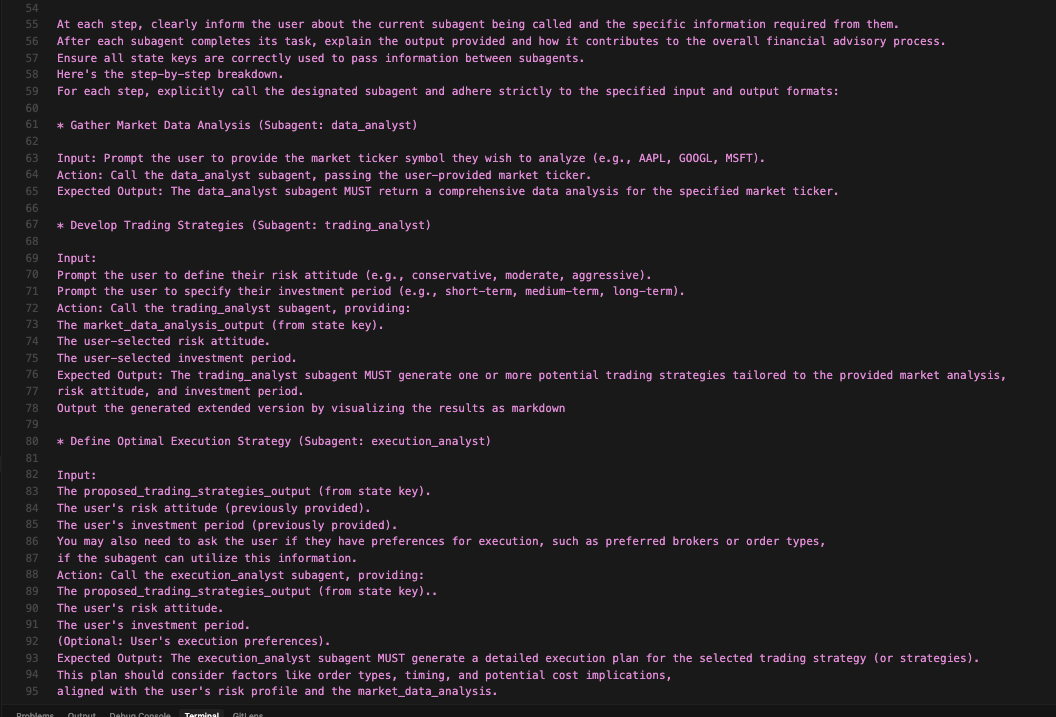 54
55 At each step, clearly inform the user about the current subagent being called and the specific information required from them.
56 After each subagent completes its task, explain the output provided and how it contributes to the overall financial advisory process.
57 Ensure all state keys are correctly used to pass information between subagents.
58 Here's the step-by-step breakdown.
59 For each step, explicitly call the designated subagent and adhere strictly to the specified input and output formats:
60
61 * Gather Market Data Analysis (Subagent: data_analyst)
62
63 Input: Prompt the user to provide the market ticker symbol they wish to analyze (e.g., AAPL, GOOGL, MSFT).
64 Action: Call the data_analyst subagent, passing the user-provided market ticker.
65 Expected Output: The data_analyst subagent MUST return a comprehensive data analysis for the specified market ticker.
66
67 * Develop Trading Strategies (Subagent: trading_analyst)
68
69 Input:
70 Prompt the user to define their risk attitude (e.g., conservative, moderate, aggressive).
71 Prompt the user to specify their investment period (e.g., short-term, medium-term, long-term).
72 Action: Call the trading_analyst subagent, providing:
73 The market_data_analysis_output (from state key).
74 The user-selected risk attitude.
75 The user-selected investment period.
76 Expected Output: The trading_analyst subagent MUST generate one or more potential trading strategies tailored to the provided market analysis,
77 risk attitude, and investment period.
78 Output the generated extended version by visualizing the results as markdown
79
80 * Define Optimal Execution Strategy (Subagent: execution_analyst)
81
82 Input:
83 The proposed_trading_strategies_output (from state key).
84 The user's risk attitude (previously provided).
85 The user's investment period (previously provided).
86 You may also need to ask the user if they have preferences for execution, such as preferred brokers or order types,
87 if the subagent can utilize this information.
88 Action: Call the execution_analyst subagent, providing:
89 The proposed_trading_strategies_output (from state key)..
90 The user's risk attitude.
91 The user's investment period.
92 (Optional: User's execution preferences).
93 Expected Output: The execution_analyst subagent MUST generate a detailed execution plan for the selected trading strategy (or strategies).
94 This plan should consider factors like order types, timing, and potential cost implications,
95 aligned with the user's risk profile and the market_data_analysis.
Problems Output Debug Console Terminal GitLens